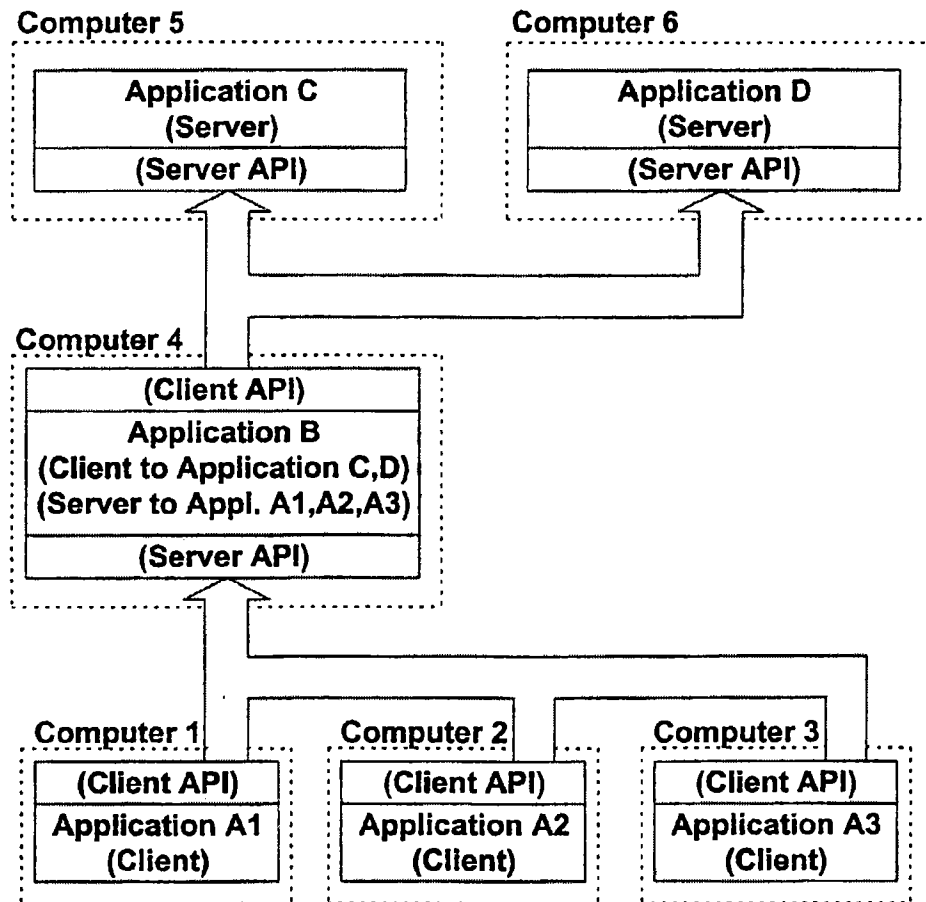 Computer 5
Computer 6
Application C
(Server)
(Server API)
Application D
(Server)
(Server API)
Computer 4
(Client API)
Application B
(Client to Application C,D)
(Server to Appl. A1,A2,A3)
(Server API)
Computer 1
Computer 2
Computer 3
(Client API)
Application A1
(Client)
(Client API)
Application A2
(Client)
(Client API)
Application A3
(Client)